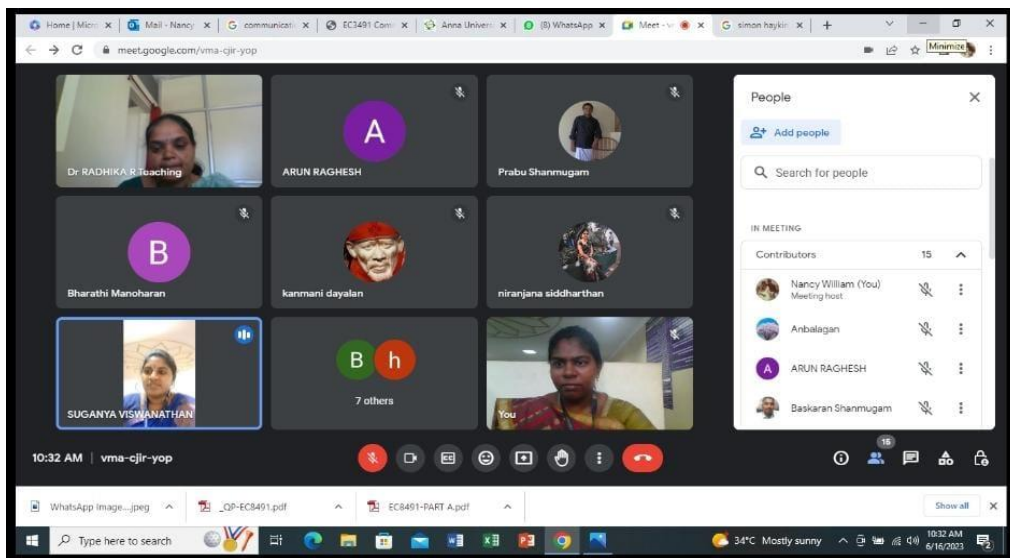 Home | Micro
Mail - Nancy
communicati
EC3491 Com
Anna Univer
(8) WhatsApp
Meet - v
simon haykin
meet.google.com/vma-cjir-yop
Minimize
Dr RADHIKA R Teaching
A
ARUN RAGHESH
Prabu Shanmugam
B
Bharathi Manoharan
kanmani dayalan
niranjana siddharthan
SUGANYA VISWANATHAN
B h
7 others
You
People
Add people
Search for people
IN MEETING
Contributors 15
Nancy William (You)
Meeting host
Anbalagan
A ARUN RAGHESH
Baskaran Shanmugam
10:32 AM | vma-cjir-yop
15
WhatsApp Image....jpeg
_QP-EC8491.pdf
EC8491-PART A.pdf
Show all
Type here to search
34°C Mostly sunny
10:32 AM
6/16/2023